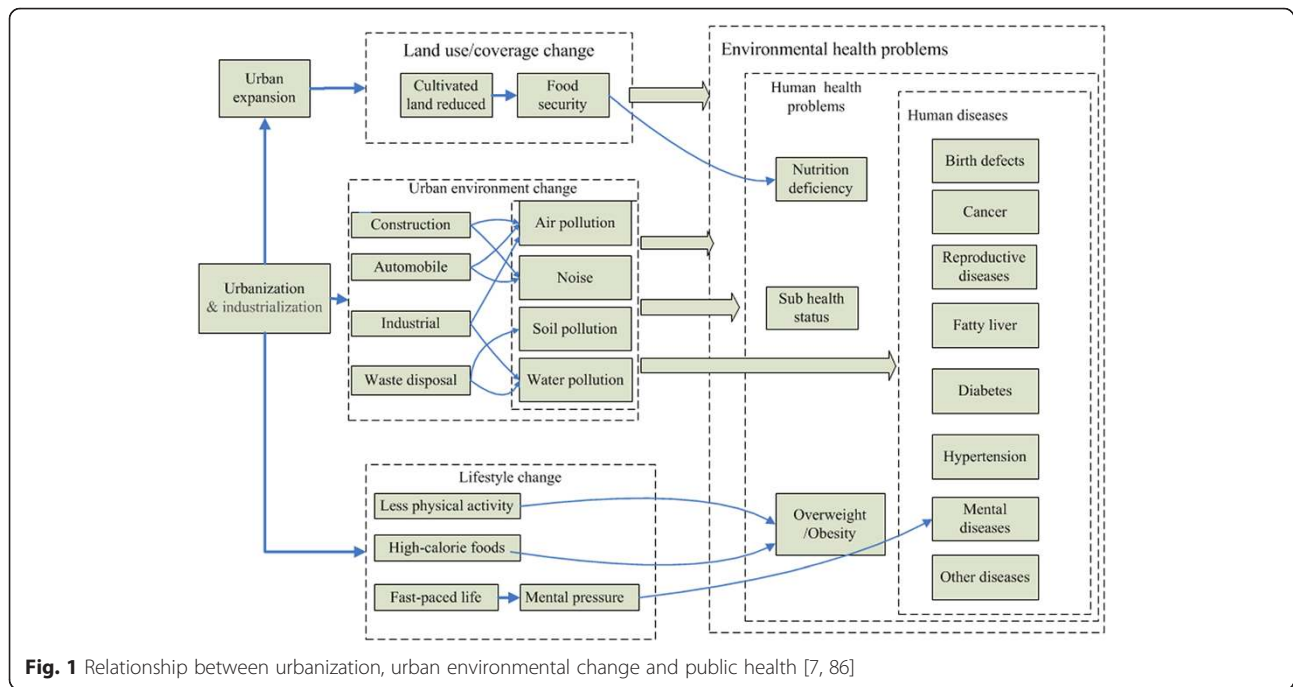 Land use/coverage change
Urban
expansion
Cultivated
land reduced
Food
security
Urban environment change
Construction
Automobile
Industrial
Waste disposal
Air pollution
Noise
Soil pollution
Water pollution
Urbanization
& industrialization
Lifestyle change
Less physical activity
High-calorie foods
Fast-paced life
Mental pressure
Environmental health problems
Human health
problems
Nutrition
deficiency
Sub health
status
Overweight
/Obesity
Human diseases
Birth defects
Cancer
Reproductive
diseases
Fatty liver
Diabetes
Hypertension
Mental
diseases
Other diseases
Fig. 1 Relationship between urbanization, urban environmental change and public health [7, 86]